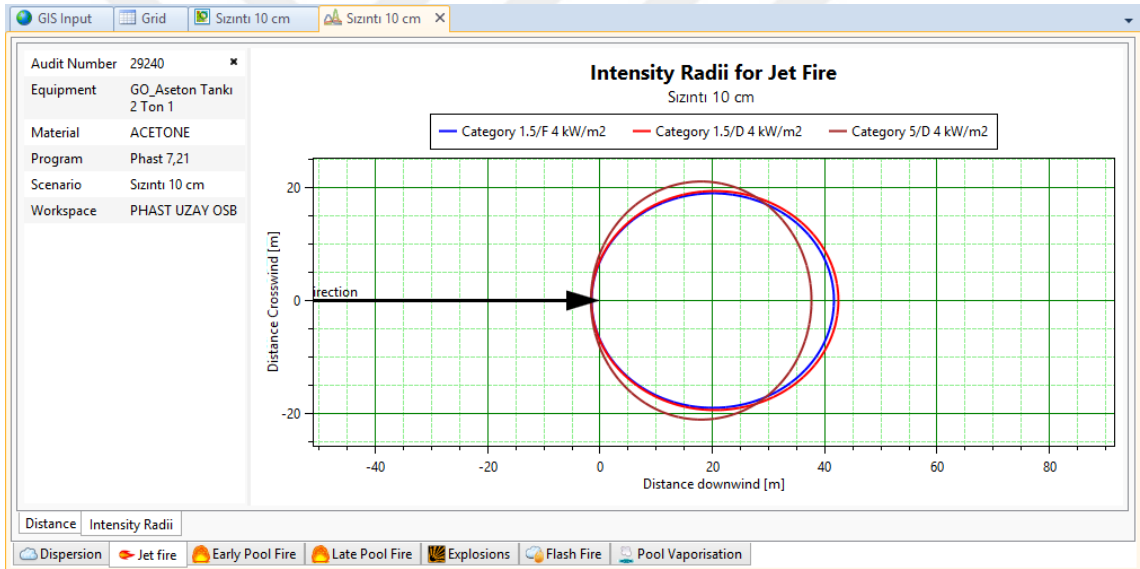 GIS Input
Grid
Sızıntı 10 cm
Sızıntı 10 cm
Audit Number 29240
Equipment GO_Aseton Tankı
2 Ton 1
Material ACETONE
Program Phast 7,21
Scenario Sızıntı 10 cm
Workspace PHAST UZAY OSB
Intensity Radii for Jet Fire
Sızıntı 10 cm
Category 1.5/F 4 kW/m2 Category 1.5/D 4 kW/m2 Category 5/D 4 kW/m2
20
0
-20
Distance Crosswind [m]
irection
-40 -20 0 20 40 60 80
Distance downwind [m]
Distance Intensity Radii
Dispersion Jet fire Early Pool Fire Late Pool Fire Explosions Flash Fire Pool Vaporisation